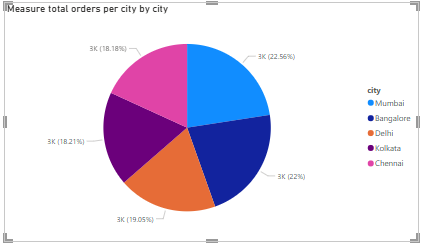 Measure total orders per city by city
3K (18.18%)
3K (22.56%)
city
Mumbai
Bangalore
Delhi
Kolkata
Chennai
3K (18.21%)
3K (22%)
3K (19.05%)